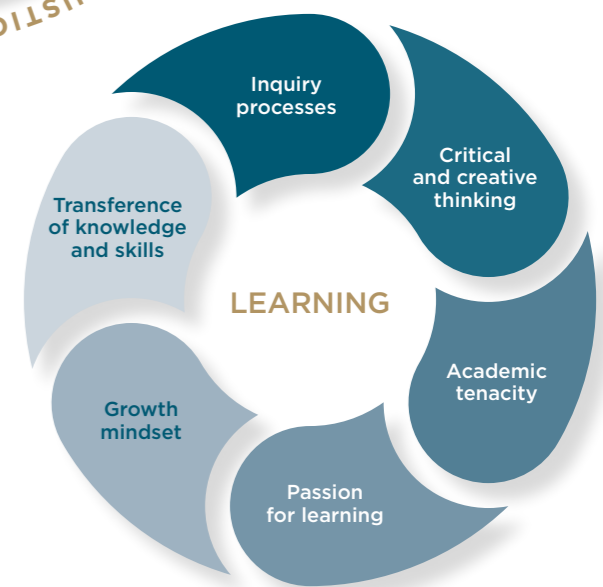 Inquiry
processes
Critical
and creative
thinking
Academic
tenacity
Passion
for learning
Growth
mindset
Transference
of knowledge
and skills
LEARNING